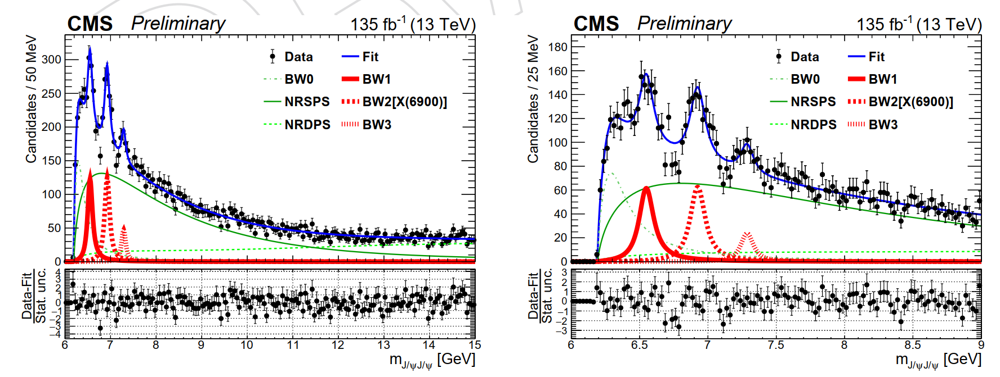 CMS Preliminary 135 fb-1 (13 TeV)
Candidates / 50 MeV
300
250
200
150
100
50
0
Data Fit
BW0 BW1
NRSPS BW2[X(6900)]
NRDPS BW3
Data-Fit
Stat. unc.
4
3
2
1
0
−1
−2
−3
−4
6 7 8 9 10 11 12 13 14 15
mJ/ψJ/ψ [GeV]
CMS Preliminary 135 fb-1 (13 TeV)
Candidates / 25 MeV
180
160
140
120
100
80
60
40
20
0
Data Fit
BW0 BW1
NRSPS BW2[X(6900)]
NRDPS BW3
Data-Fit
Stat. unc.
3
2
1
0
−1
−2
−3
6 6.5 7 7.5 8 8.5 9
mJ/ψJ/ψ [GeV]